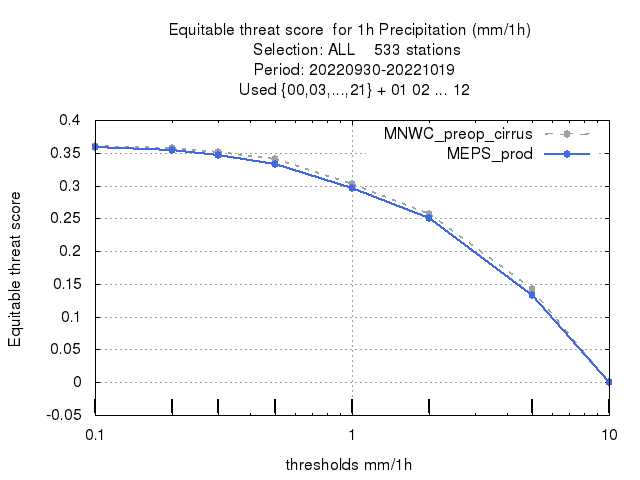 Equitable threat score  for 1h Precipitation (mm/1h)
Selection: ALL    533 stations
Period: 20220930-20221019
Used {00,03,...,21} + 01 02 ... 12
MNWC_preop_cirrus
MEPS_prod
Equitable threat score
0.4
0.35
0.3
0.25
0.2
0.15
0.1
0.05
0
-0.05
0.1
1
10
thresholds mm/1h